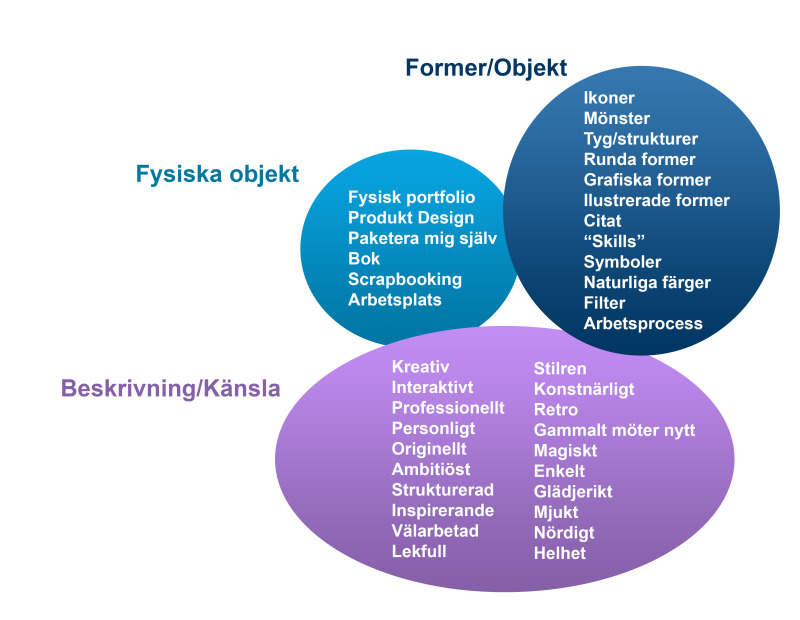 Former/Objekt
Ikoner
Mönster
Tyg/strukturer
Runda former
Grafiska former
Ilustrerade former
Citat
“Skills”
Symboler
Naturliga färger
Filter
Arbetsprocess
Fysiska objekt
Fysisk portfolio
Produkt Design
Paketera mig själv
Bok
Scrapbooking
Arbetsplats
Beskrivning/Känsla
Kreativ
Interaktivt
Professionellt
Personligt
Originellt
Ambitiöst
Strukturerad
Inspirerande
Välarbetad
Lekfull
Stilren
Konstnärligt
Retro
Gammalt möter nytt
Magiskt
Enkelt
Glädjerikt
Mjukt
Nördigt
Helhet